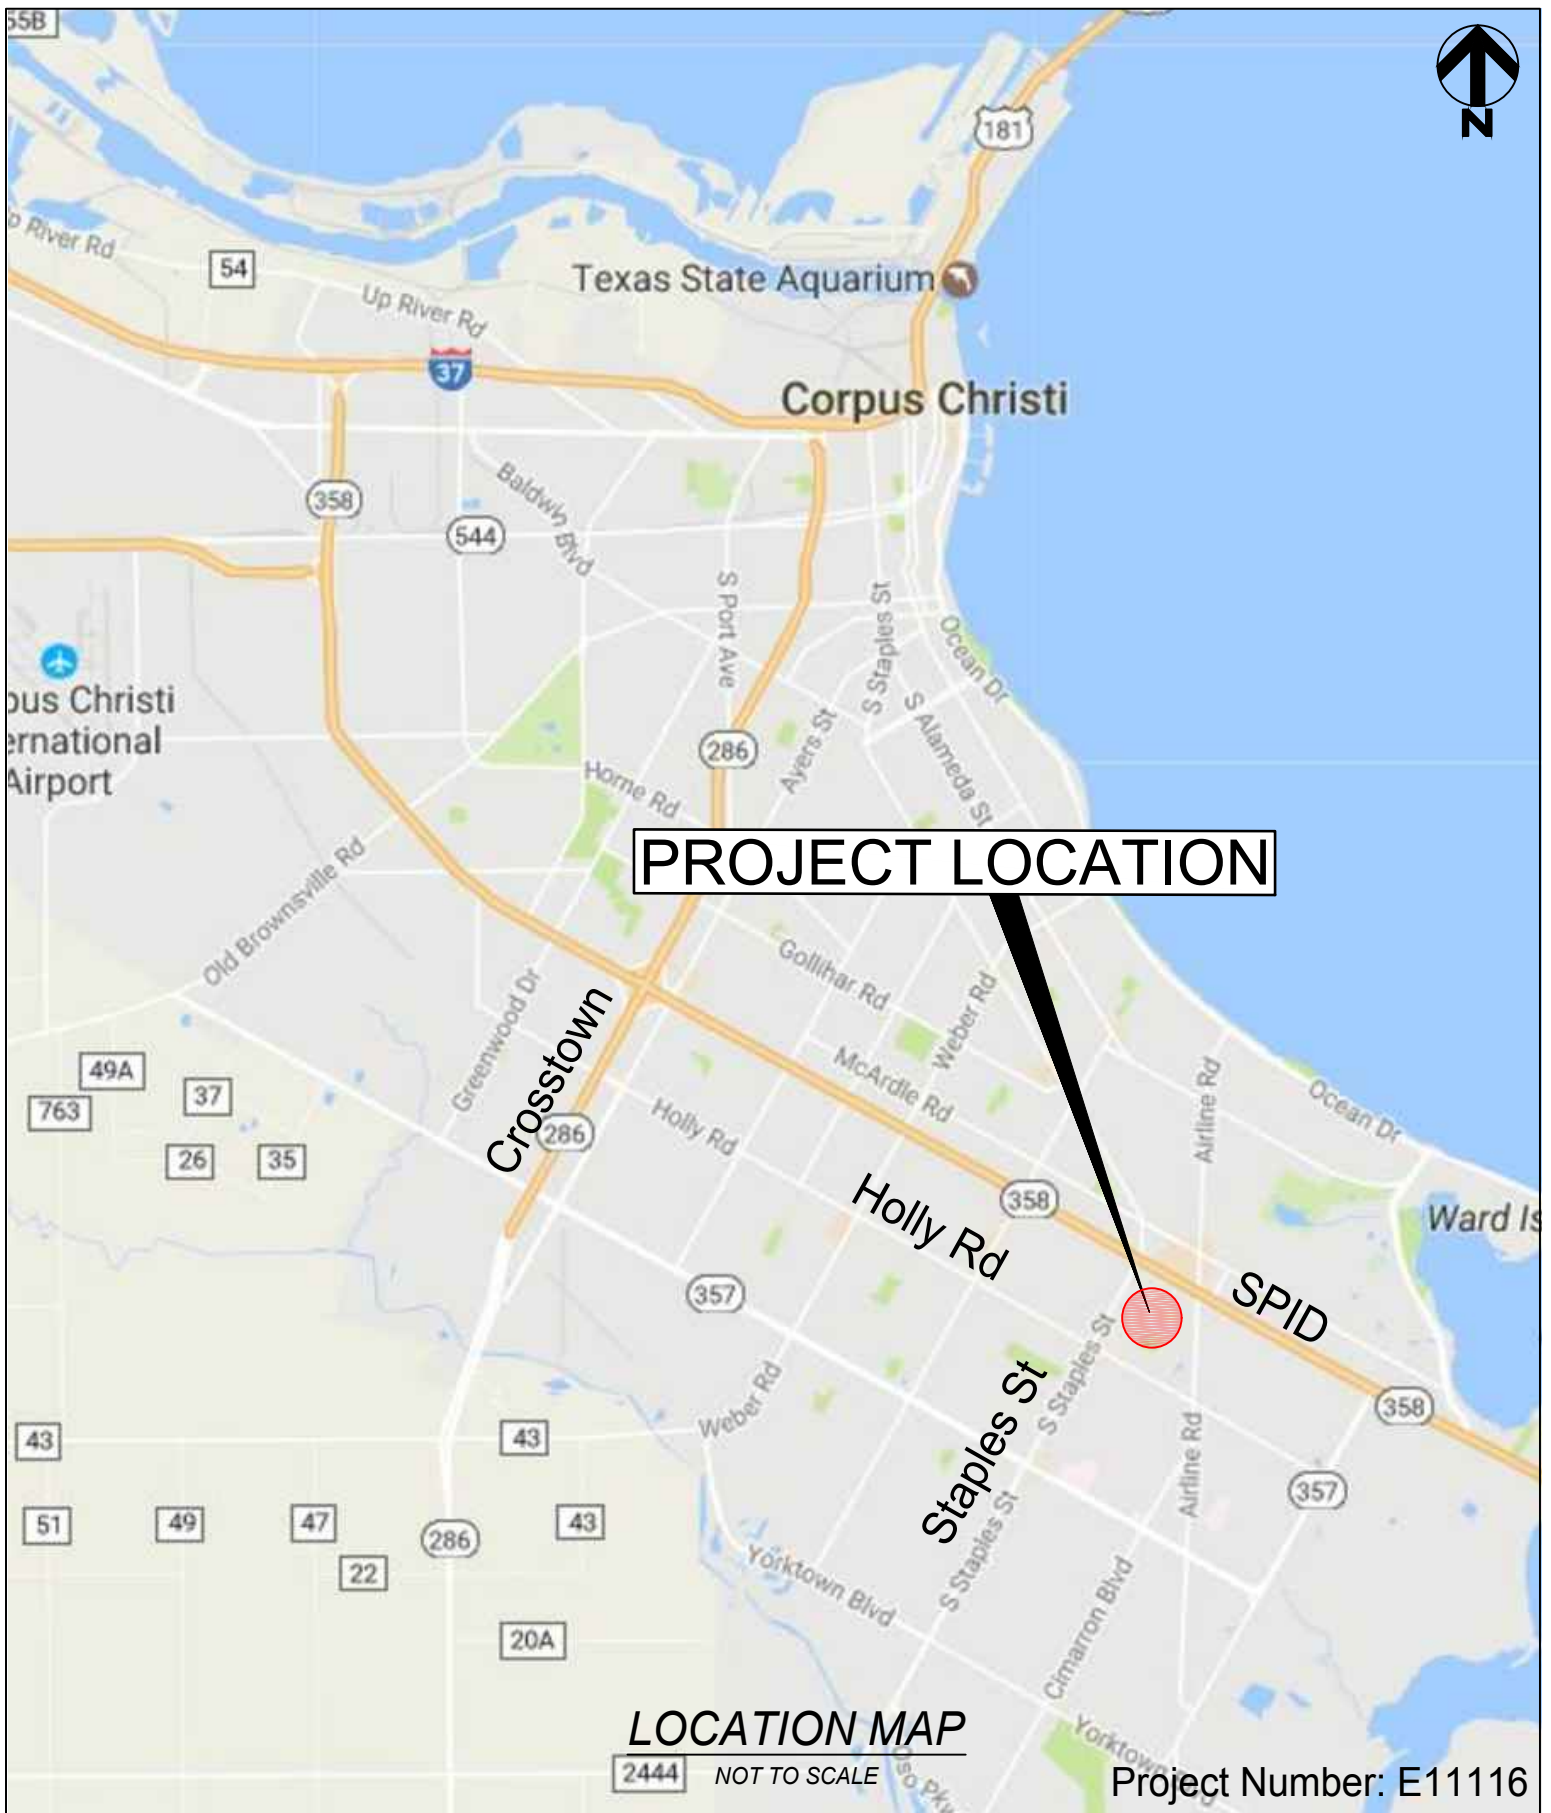 55B
N
181
River Rd
54
Texas State Aquarium
Up River Rd
37
Corpus Christi
358
Baldwin Blvd
544
S Port Ave
S Staples St
Ocean Dr
pus Christi
ernational
Airport
286
Ayers St
S Alameda St
Horne Rd
PROJECT LOCATION
Old Brownsville Rd
Gollihar Rd
Weber Rd
Greenwood Dr
Crosstown
McArdle Rd
49A
37
763
286
Holly Rd
Airline Rd
Ocean Dr
26
35
Holly Rd
358
Ward Is
357
SPID
S Staples St
Staples St
Weber Rd
358
43
43
Airline Rd
357
51
49
47
43
286
S Staples St
22
Yorktown Blvd
Cimarron Blvd
20A
LOCATION MAP
NOT TO SCALE
2444
Oso Pkw
Yorktown Blvd
Project Number: E11116